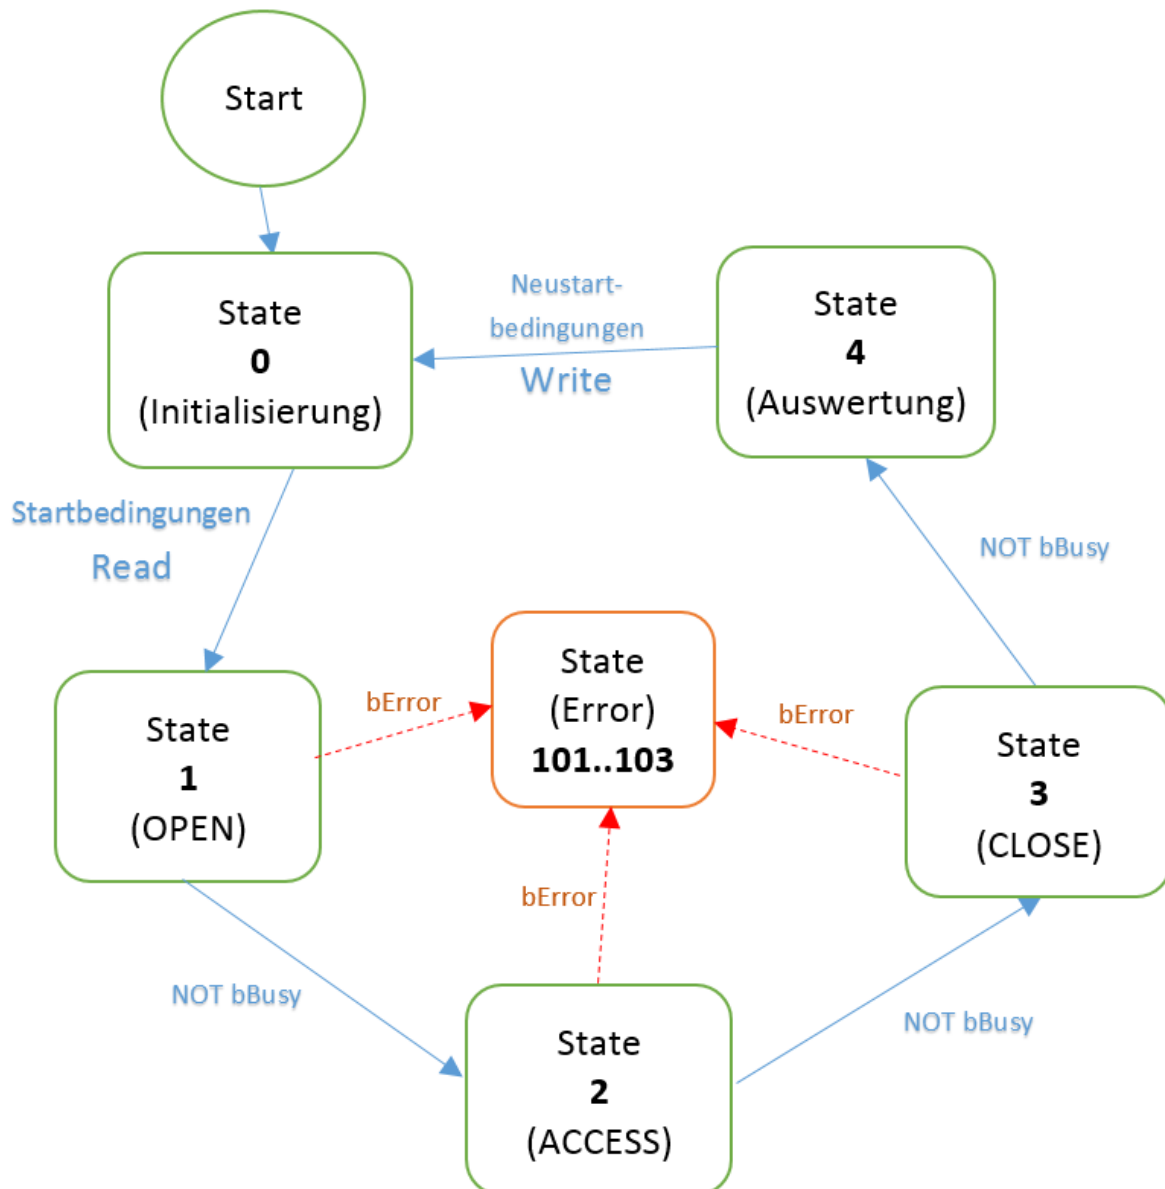 Start
State
0
(Initialisierung)
Neustart-
bedingungen
Write
State
4
(Auswertung)
Startbedingungen
Read
NOT bBusy
State
1
(OPEN)
bError
State
(Error)
101..103
bError
State
3
(CLOSE)
bError
NOT bBusy
NOT bBusy
State
2
(ACCESS)